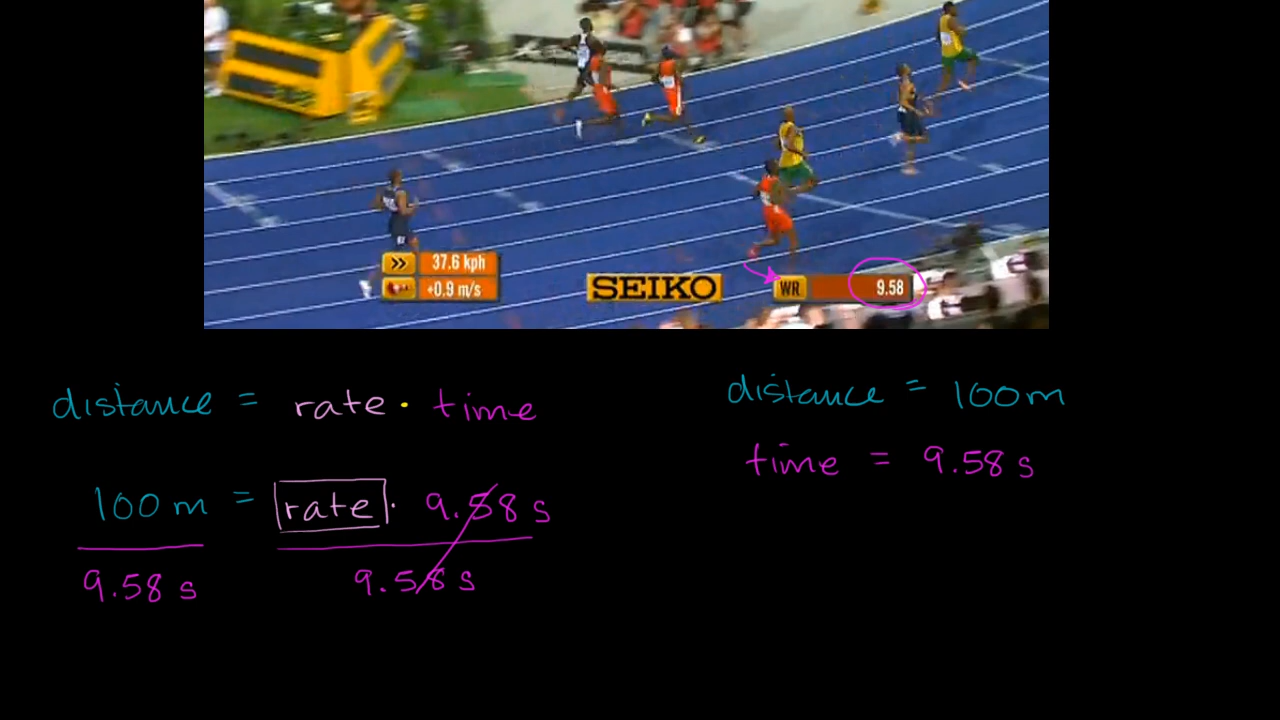 » 37.6 kph
+0.9 m/s
SEIKO
WR 9.58
distance = rate · time
100 m = rate · 9.58 s
9.58 s 9.58 s
distance = 100 m
time = 9.58 s